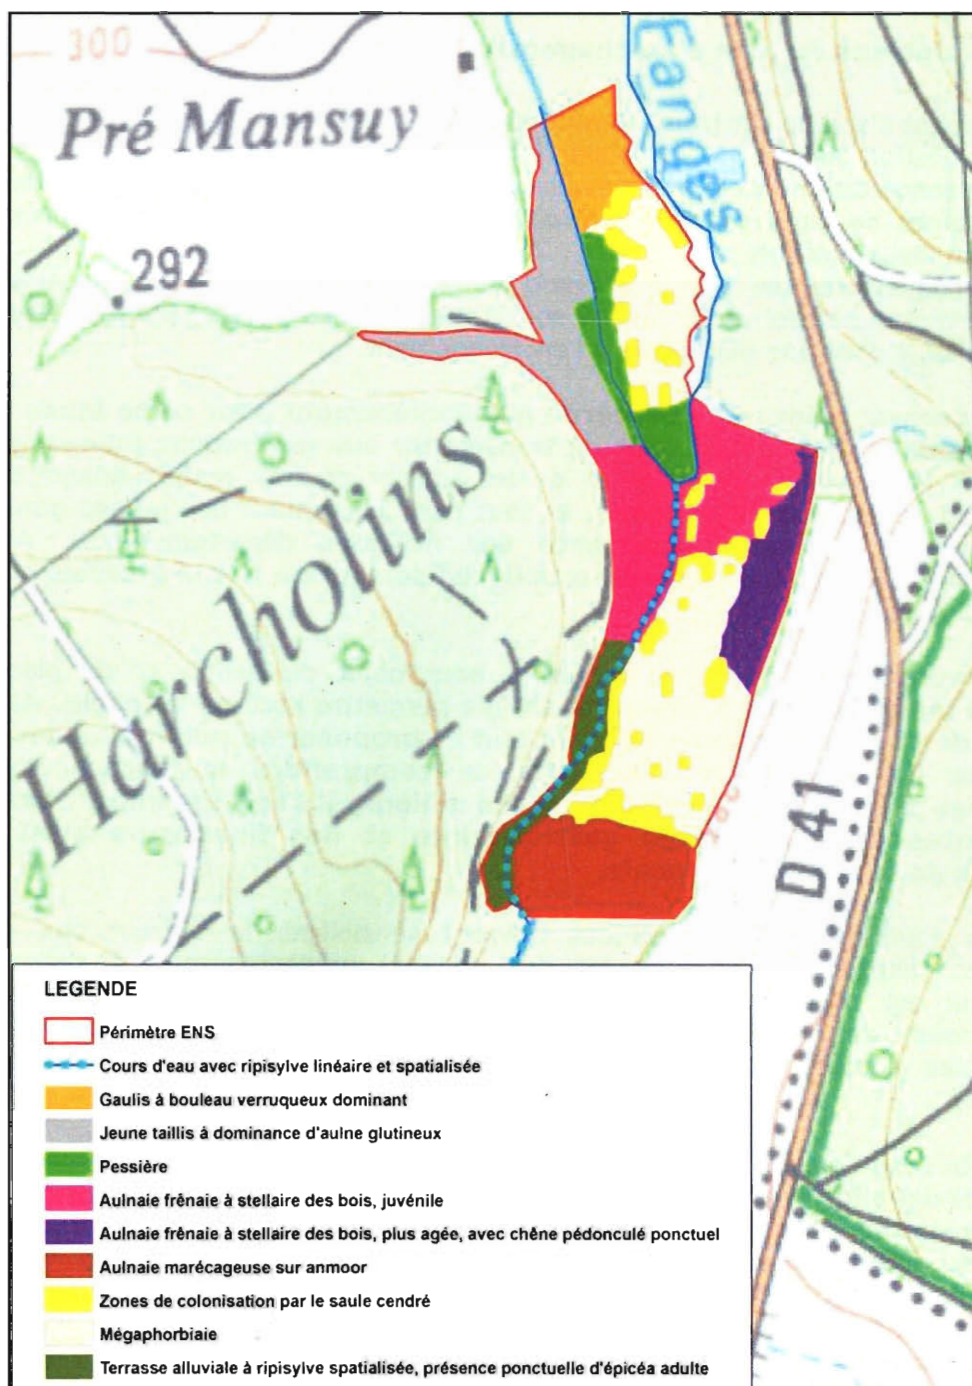 300
Pré Mansuy
Fanges
292
Harcholins
D 41
LEGENDE
Périmètre ENS
Cours d'eau avec ripisylve linéaire et spatialisée
Gaulis à bouleau verruqueux dominant
Jeune taillis à dominance d'aulne glutineux
Pessière
Aulnaie frênaie à stellaire des bois, juvénile
Aulnaie frênaie à stellaire des bois, plus agée, avec chêne pédonculé ponctuel
Aulnaie marécageuse sur anmoor
Zones de colonisation par le saule cendré
Mégaphorbiaie
Terrasse alluviale à ripisylve spatialisée, présence ponctuelle d'épicéa adulte